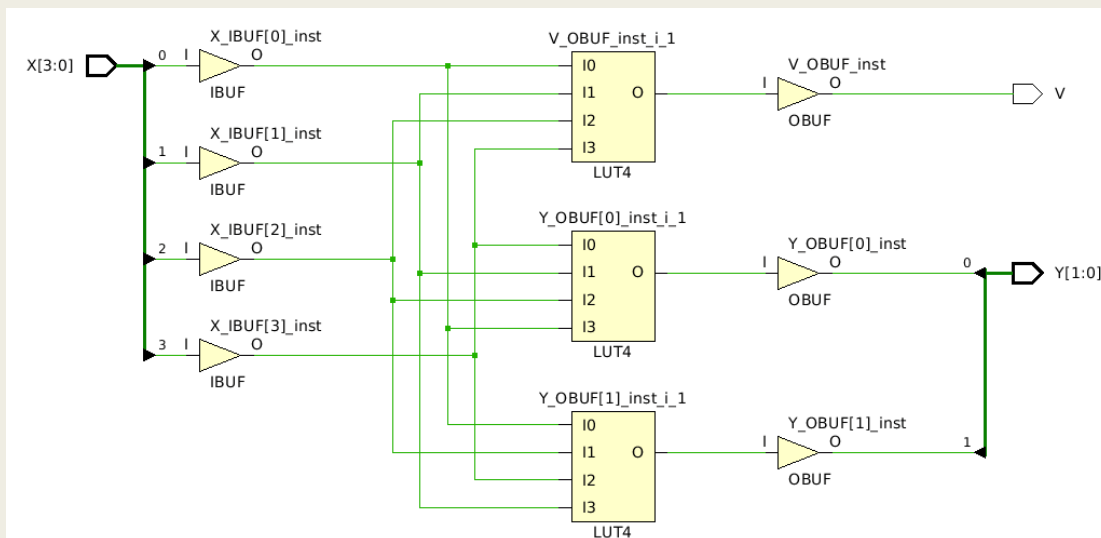 X[3:0]
0
X_IBUF[0]_inst
I
O
IBUF
1
X_IBUF[1]_inst
I
O
IBUF
2
X_IBUF[2]_inst
I
O
IBUF
3
X_IBUF[3]_inst
I
O
IBUF
V_OBUF_inst_i_1
I0
I1
I2
I3
O
LUT4
V_OBUF_inst
I
O
OBUF
V
Y_OBUF[0]_inst_i_1
I0
I1
I2
I3
O
LUT4
Y_OBUF[0]_inst
I
O
OBUF
0
Y[1:0]
Y_OBUF[1]_inst_i_1
I0
I1
I2
I3
O
LUT4
Y_OBUF[1]_inst
I
O
OBUF
1